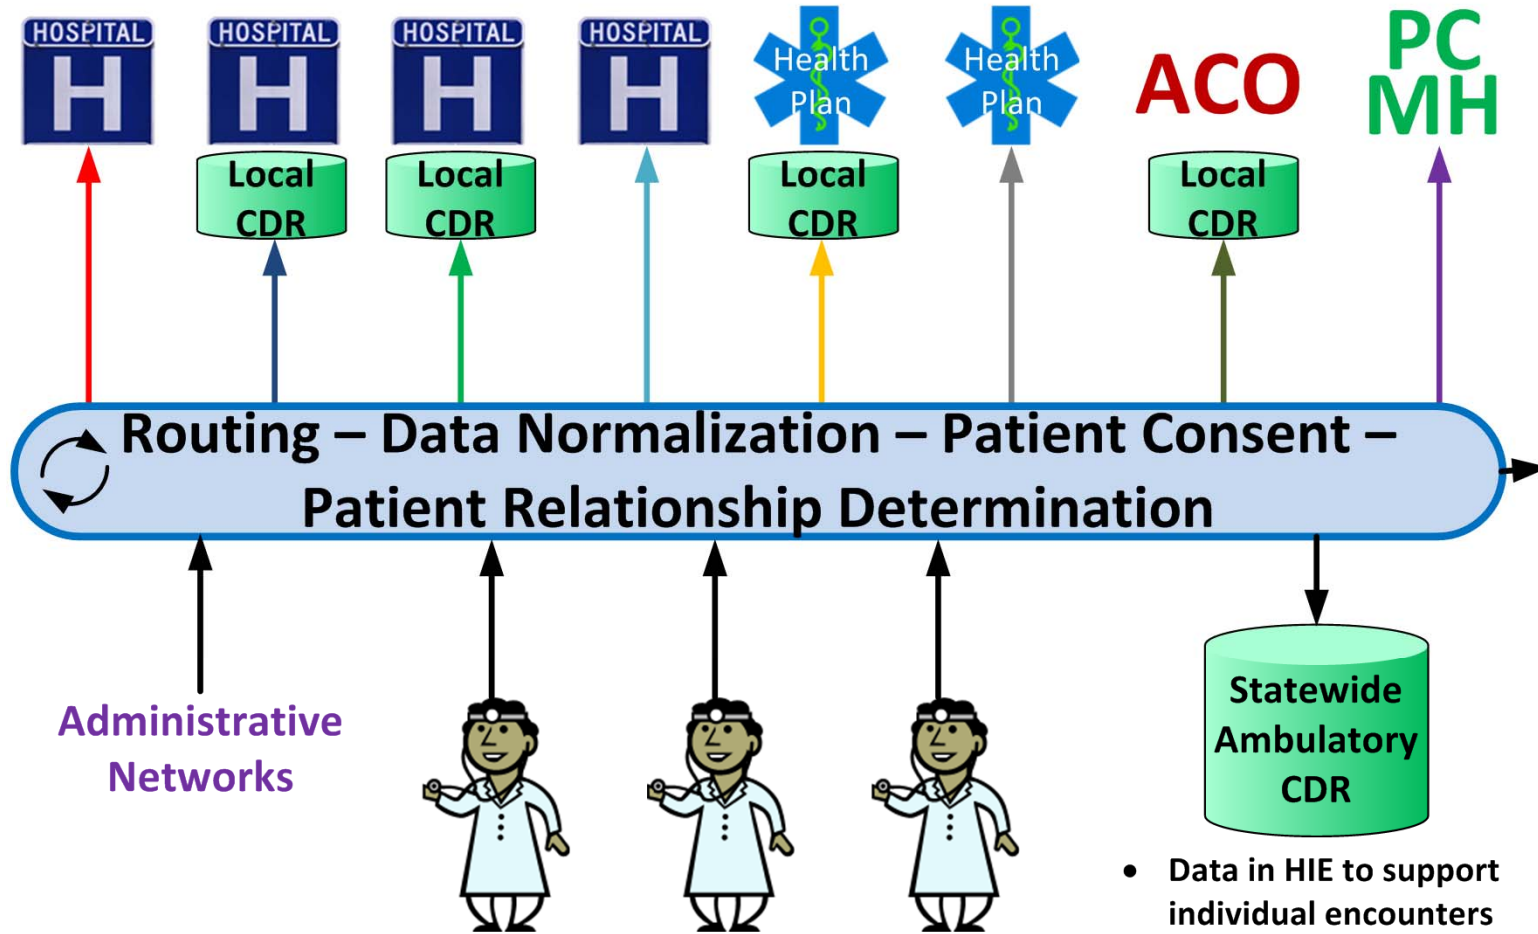 HOSPITAL
H
HOSPITAL
H
HOSPITAL
H
HOSPITAL
H
Health
Plan
Health
Plan
ACO
PC
MH
Local
CDR
Local
CDR
Local
CDR
Local
CDR
Routing – Data Normalization – Patient Consent –
Patient Relationship Determination
Administrative
Networks
Statewide
Ambulatory
CDR
• Data in HIE to support
individual encounters